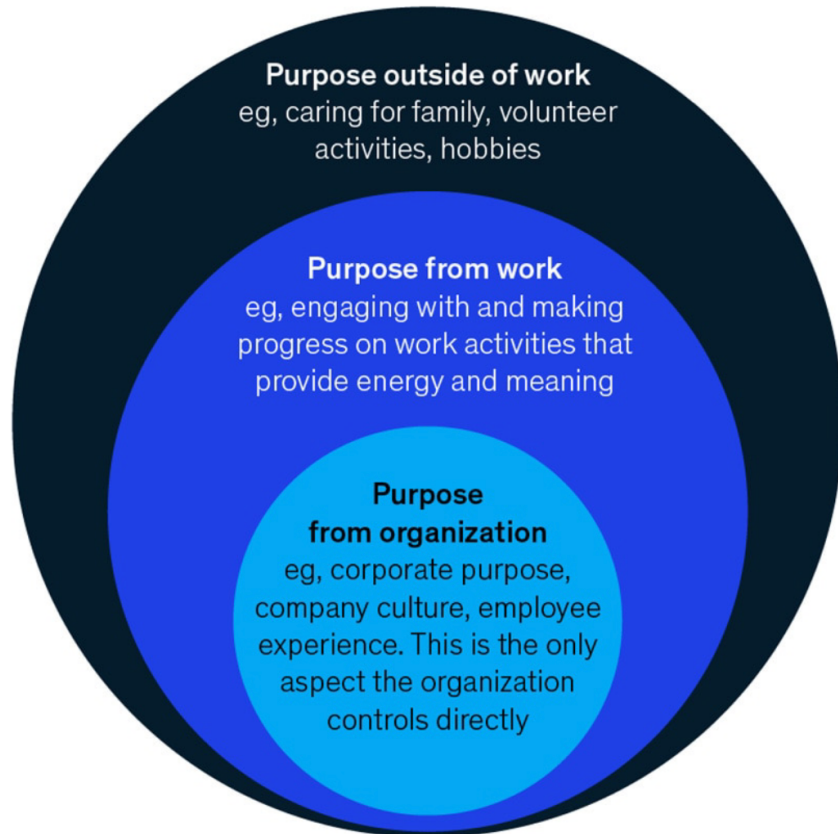 Purpose outside of work
eg, caring for family, volunteer
activities, hobbies
Purpose from work
eg, engaging with and making
progress on work activities that
provide energy and meaning
Purpose
from organization
eg, corporate purpose,
company culture, employee
experience. This is the only
aspect the organization
controls directly